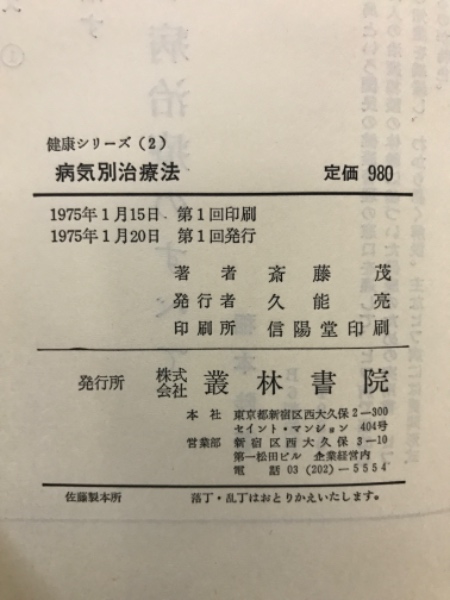 健康シリーズ(2)
病気別治療法 定価 980
1975年1月15日 第1回印刷
1975年1月20日 第1回発行
著者 斎藤茂
発行者 久能亮
印刷所 信陽堂印刷
発行所 株式会社 叢林書院
本社 東京都新宿区西大久保2—300
セイント・マンション 404号
営業部 新宿区西大久保3—10
第一松田ビル 企業経営内
電話 03 (202)—5554
佐藤製本所 落丁・乱丁はおとりかえいたします。